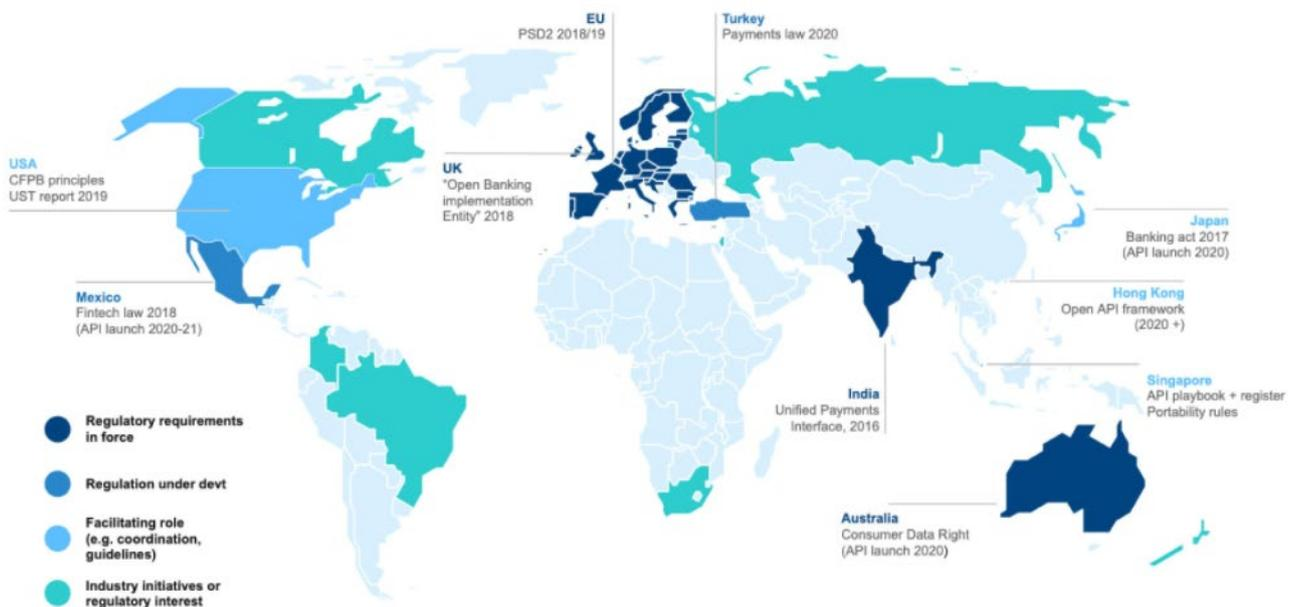 EU
PSD2 2018/19
Turkey
Payments law 2020
USA
CFPB principles
UST report 2019
UK
"Open Banking
implementation
Entity" 2018
Japan
Banking act 2017
(API launch 2020)
Mexico
Fintech law 2018
(API launch 2020-21)
Hong Kong
Open API framework
(2020 +)
India
Unified Payments
Interface, 2016
Singapore
API playbook + register
Portability rules
Australia
Consumer Data Right
(API launch 2020)
Regulatory requirements
in force
Regulation under devt
Facilitating role
(e.g. coordination,
guidelines)
Industry initiatives or
regulatory interest